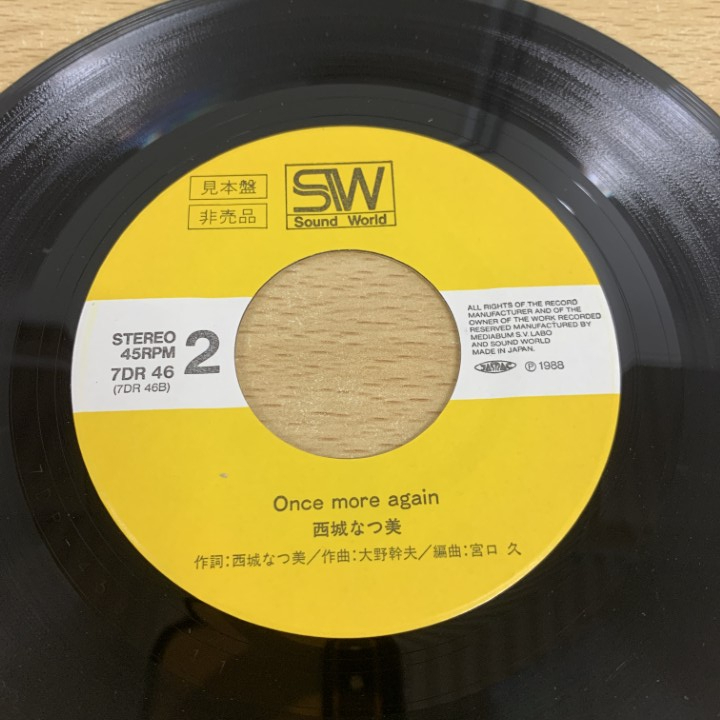 見本盤
非売品
SW
Sound World
STEREO
45RPM
7DR 46
(7DR 46B)
2
ALL RIGHTS OF THE RECORD
MANUFACTURER AND OF THE
OWNER OF THE WORK RECORDED
RESERVED MANUFACTURED BY
MEDIABUM S.V. LABO
AND SOUND WORLD
MADE IN JAPAN.
JASRAC ℗ 1988
Once more again
西城なつ美
作詞:西城なつ美/作曲:大野幹夫/編曲:宮口 久